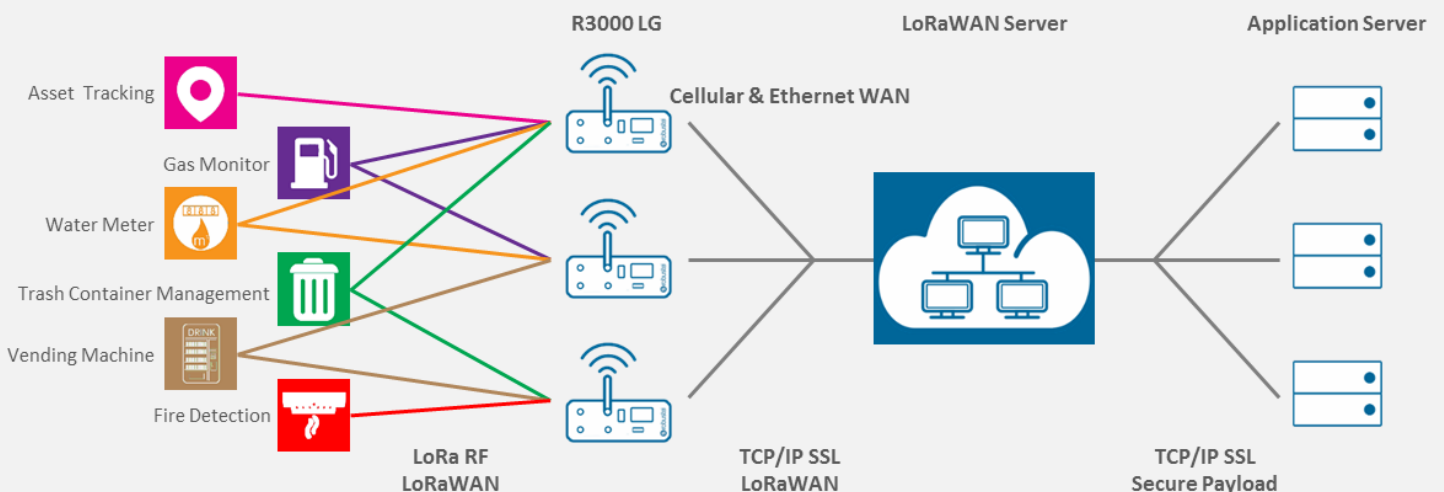 R3000 LG
LoRaWAN Server
Application Server
Asset Tracking
Cellular & Ethernet WAN
Gas Monitor
Water Meter
m
Trash Container Management
DRINK
Vending Machine
Fire Detection
LoRa RF
LoRaWAN
TCP/IP SSL
LoRaWAN
TCP/IP SSL
Secure Payload